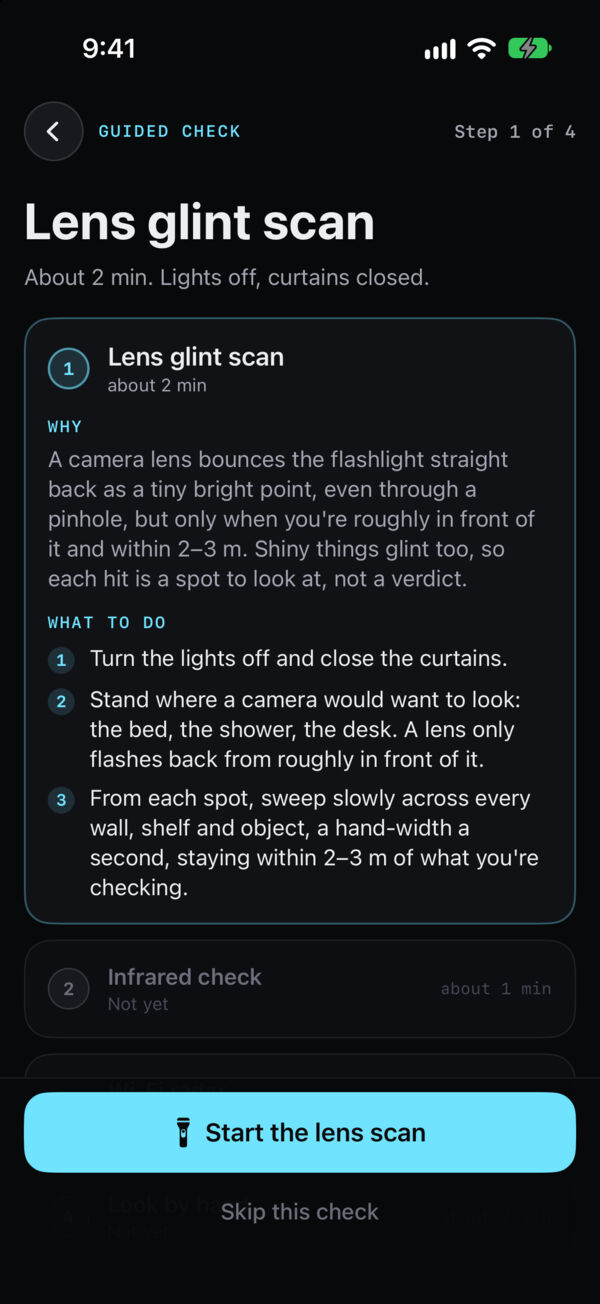 9:41
GUIDED CHECK
Step 1 of 4
Lens glint scan
About 2 min. Lights off, curtains closed.
1
Lens glint scan
about 2 min
WHY
A camera lens bounces the flashlight straight
back as a tiny bright point, even through a
pinhole, but only when you're roughly in front of
it and within 2–3 m. Shiny things glint too, so
each hit is a spot to look at, not a verdict.
WHAT TO DO
1 Turn the lights off and close the curtains.
2 Stand where a camera would want to look:
the bed, the shower, the desk. A lens only
flashes back from roughly in front of it.
3 From each spot, sweep slowly across every
wall, shelf and object, a hand-width a
second, staying within 2–3 m of what you're
checking.
2
Infrared check
Not yet
about 1 min
Start the lens scan
Look by
Skip this check